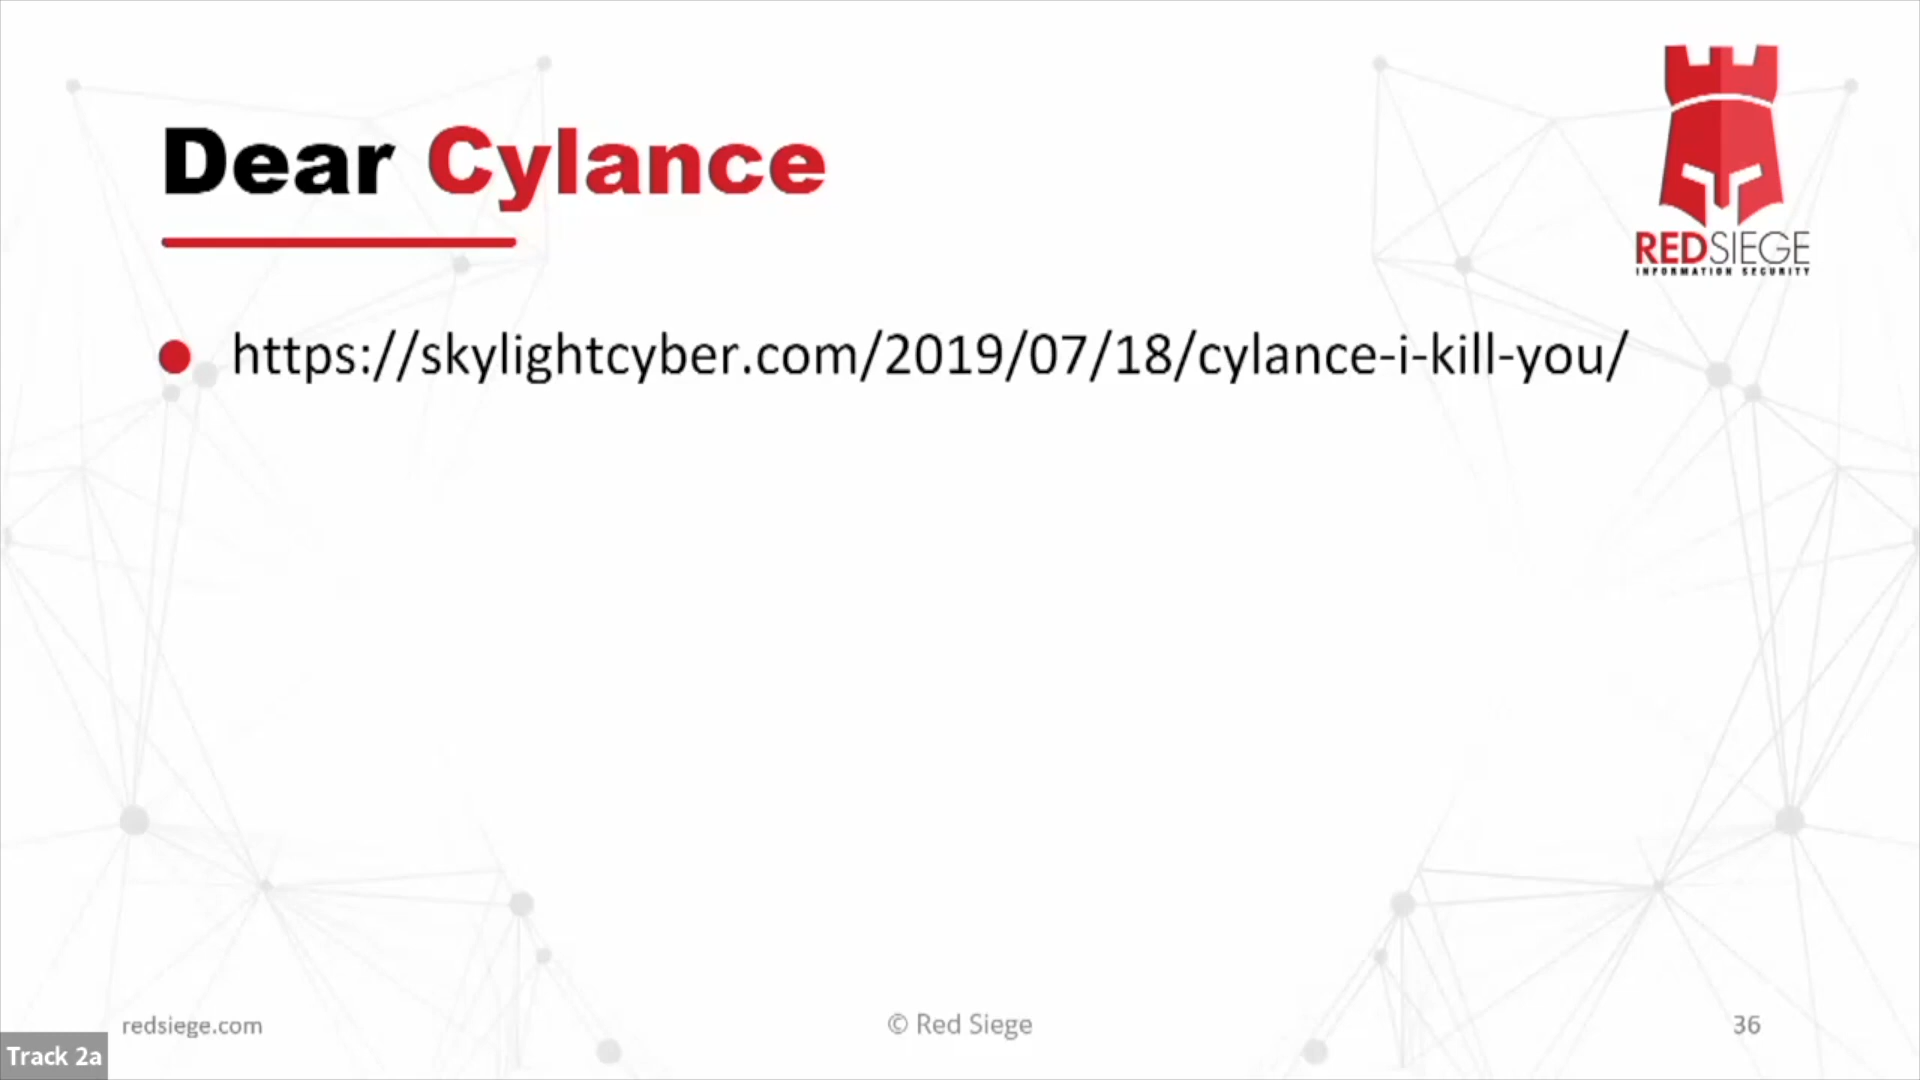 Dear Cylance
REDSIEGE
INFORMATION SECURITY
https://skylightcyber.com/2019/07/18/cylance-i-kill-you/
redsiege.com
© Red Siege
36
Track 2a